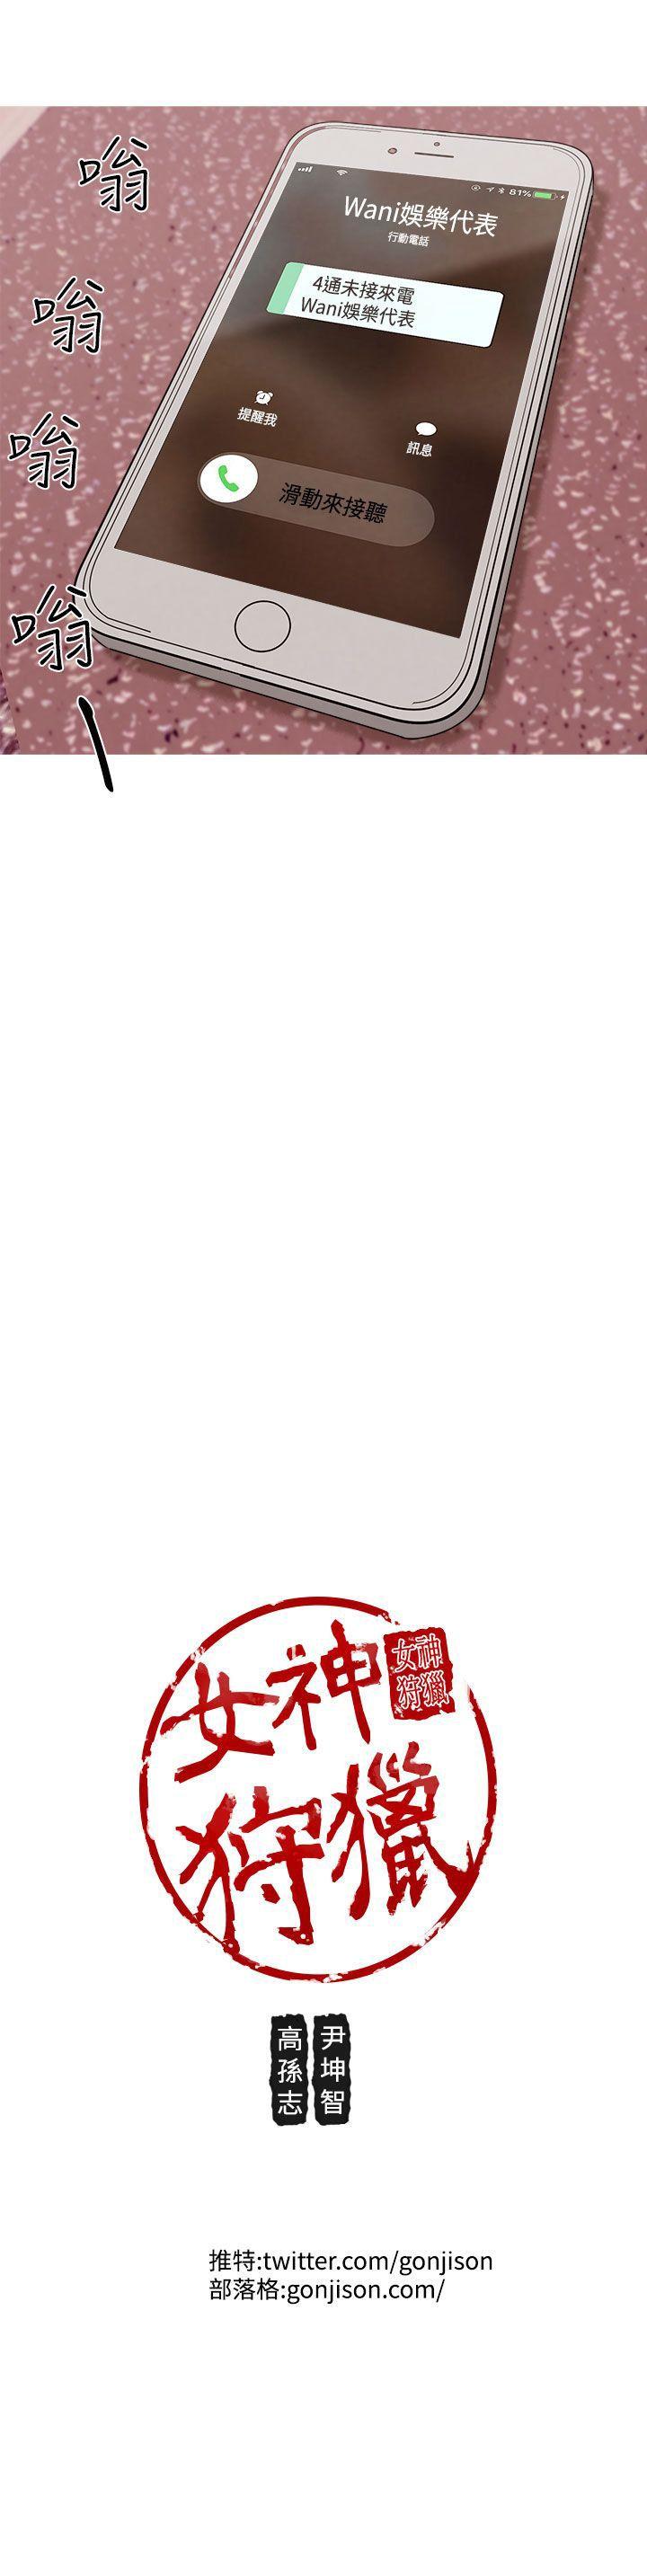 嗡
嗡
嗡
嗡
81%
Wani娛樂代表
行動電話
4通未接來電
Wani娛樂代表
提醒我
訊息
滑動來接聽
女神
狩獵
女神
狩獵
尹坤智
高孫志
推特:twitter.com/gonjison
部落格:gonjison.com/